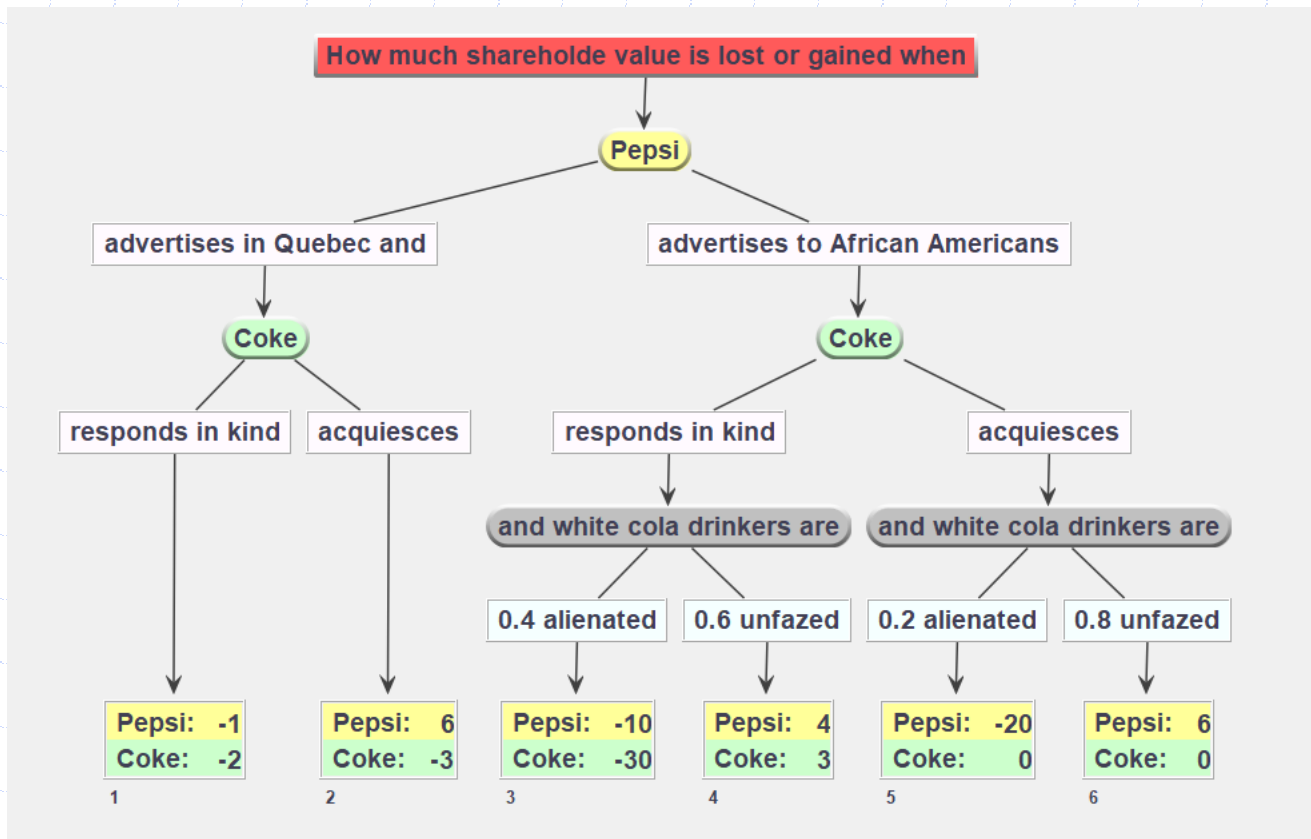 How much shareholde value is lost or gained when
Pepsi
advertises in Quebec and
advertises to African Americans
Coke
Coke
responds in kind
acquiesces
responds in kind
acquiesces
and white cola drinkers are
and white cola drinkers are
0.4 alienated
0.6 unfazed
0.2 alienated
0.8 unfazed
Pepsi: -1
Coke: -2
1
Pepsi: 6
Coke: -3
2
Pepsi: -10
Coke: -30
3
Pepsi: 4
Coke: 3
4
Pepsi: -20
Coke: 0
5
Pepsi: 6
Coke: 0
6